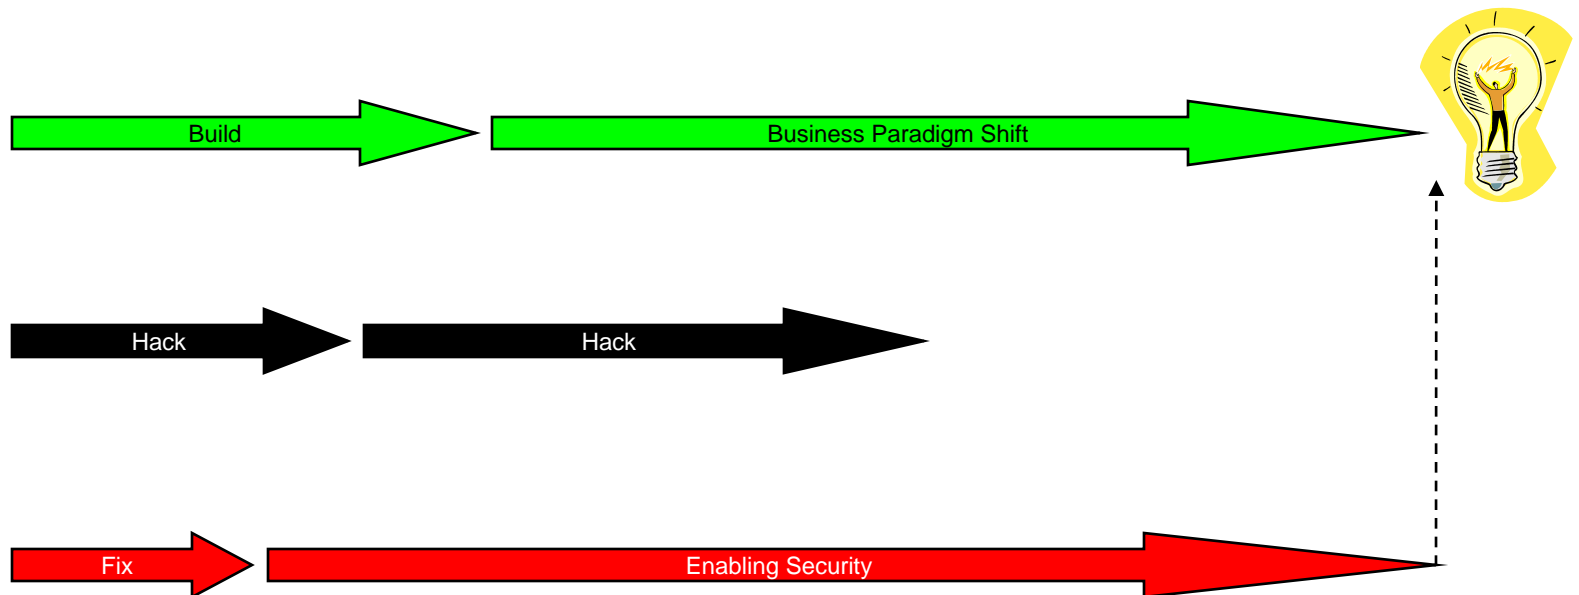 Build
Business Paradigm Shift
Hack
Hack
Fix
Enabling Security